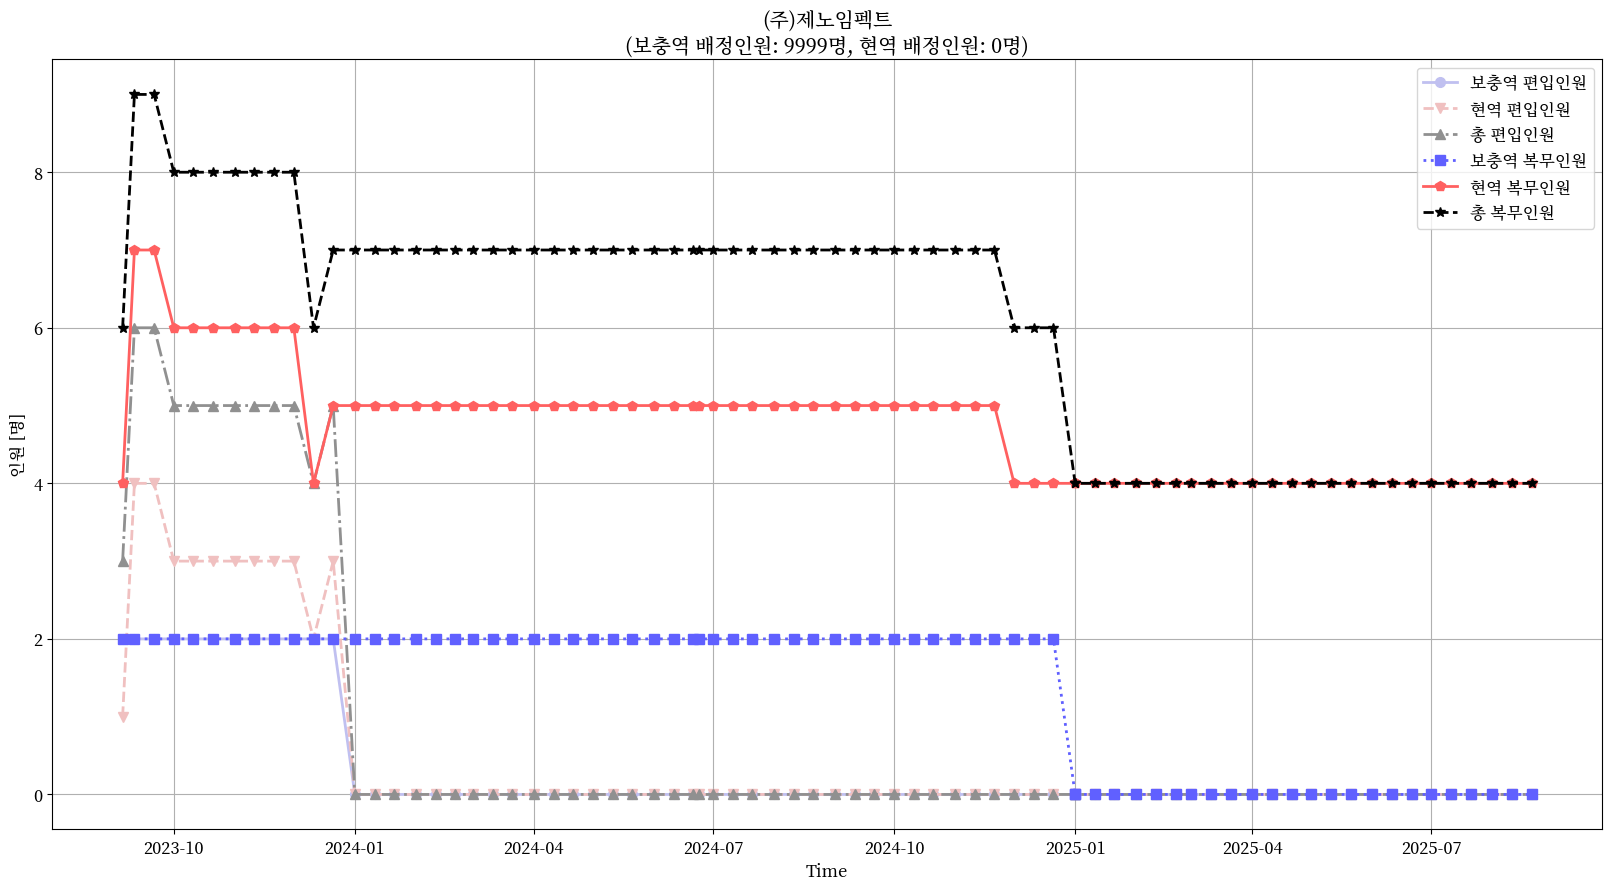 (주)제노임펙트
(보충역 배정인원: 9999명, 현역 배정인원: 0명)
보충역 편입인원
현역 편입인원
총 편입인원
보충역 복무인원
현역 복무인원
총 복무인원
인원 [명]
8
6
4
2
0
2023-10
2024-01
2024-04
2024-07
2024-10
2025-01
2025-04
2025-07
Time